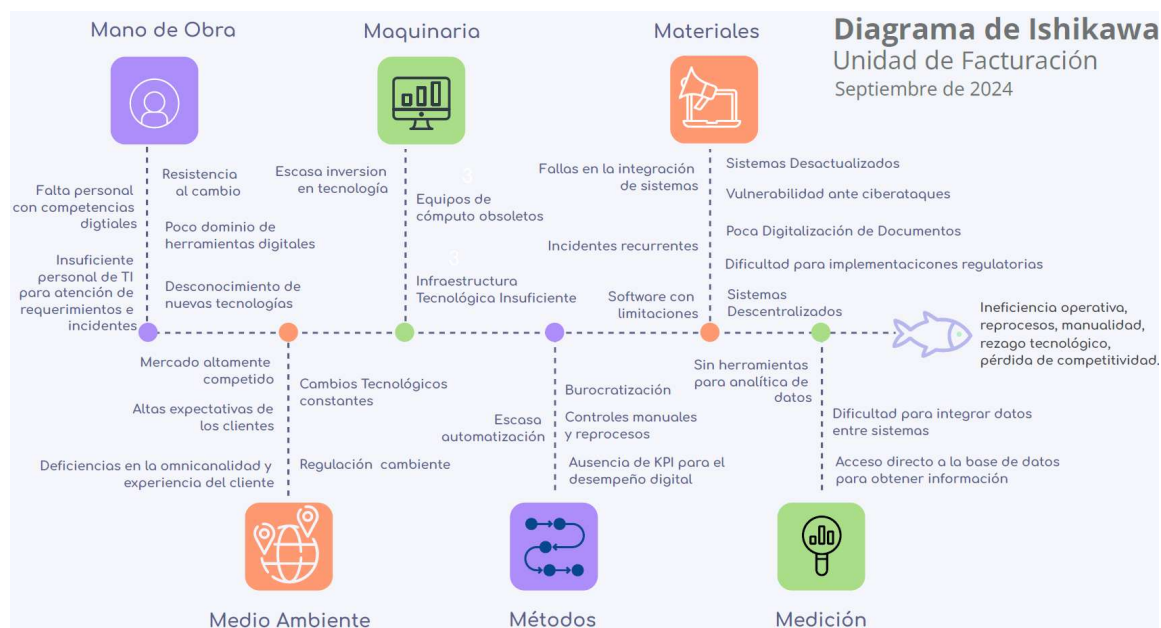 Mano de Obra
Maquinaria
Materiales
Diagrama de Ishikawa
Unidad de Facturación
Septiembre de 2024
Falta personal
con competencias
digtiales
Insuficiente
personal de TI
para atención de
requerimientos e
incidentes
Resistencia
al cambio
Poco dominio de
herramientas digitales
Desconocimiento de
nuevas tecnologías
Escasa inversion
en tecnología
3
Equipos de
cómputo obsoletos
3
Infraestructura
Tecnológica Insuficiente
Fallas en la integración
de sistemas
Incidentes recurrentes
Software con
limitaciones
Sistemas Desactualizados
Vulnerabilidad ante ciberataques
Poca Digitalización de Documentos
Dificultad para implementacicones regulatorias
Sistemas
Descentralizados
Ineficiencia operativa,
reprocesos, manualidad,
rezago tecnológico,
pérdida de competitividad.
Mercado altamente
competido
Altas expectativas de
los clientes
Deficiencias en la omnicanalidad y
experiencia del cliente
Cambios Tecnológicos
constantes
Regulación cambiente
Escasa
automatización
Burocratización
Controles manuales
y reprocesos
Ausencia de KPI para el
desempeño digital
Sin herramientas
para analítica de
datos
Dificultad para integrar datos
entre sistemas
Acceso directo a la base de datos
para obtener información
Medio Ambiente
Métodos
Medición